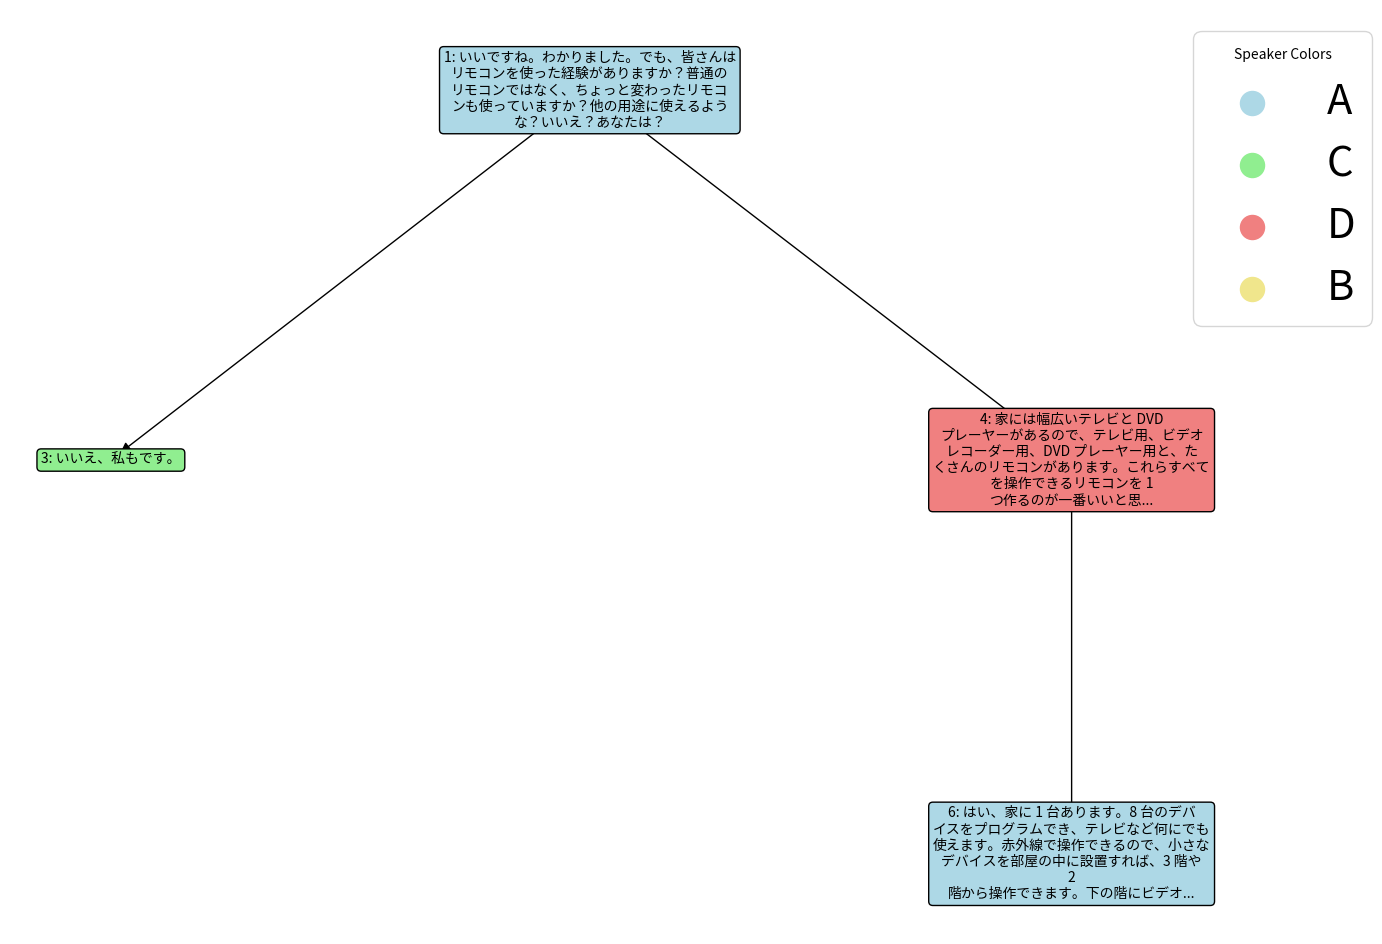 1: いいですね。わかりました。でも、皆さんは
リモコンを使った経験がありますか？普通の
リモコンではなく、ちょっと変わったリモコ
ンも使っていますか？他の用途に使えるよう
な？いいえ？あなたは？
Speaker Colors
A
C
D
B
3: いいえ、私もです。
4: 家には幅広いテレビと DVD
プレーヤーがあるので、テレビ用、ビデオ
レコーダー用、DVD プレーヤー用と、た
くさんのリモコンがあります。これらすべて
を操作できるリモコンを 1
つ作るのが一番いいと思...
6: はい、家に 1 台あります。8 台のデバ
イスをプログラムでき、テレビなど何にでも
使えます。赤外線で操作できるので、小さな
デバイスを部屋の中に設置すれば、3 階や
2
階から操作できます。下の階にビデオ...